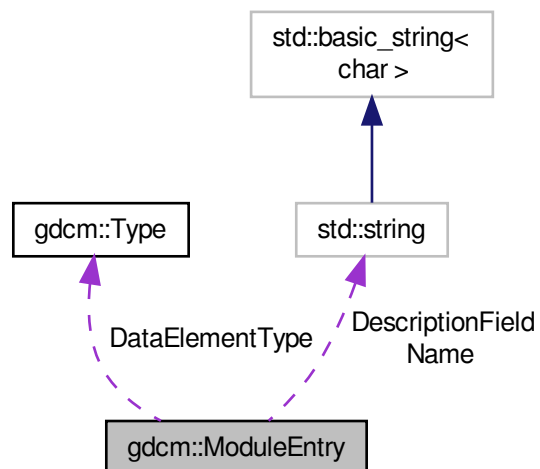 std::basic_string<
char >
gdcm::Type
std::string
DataElementType
DescriptionField
Name
gdcm::ModuleEntry